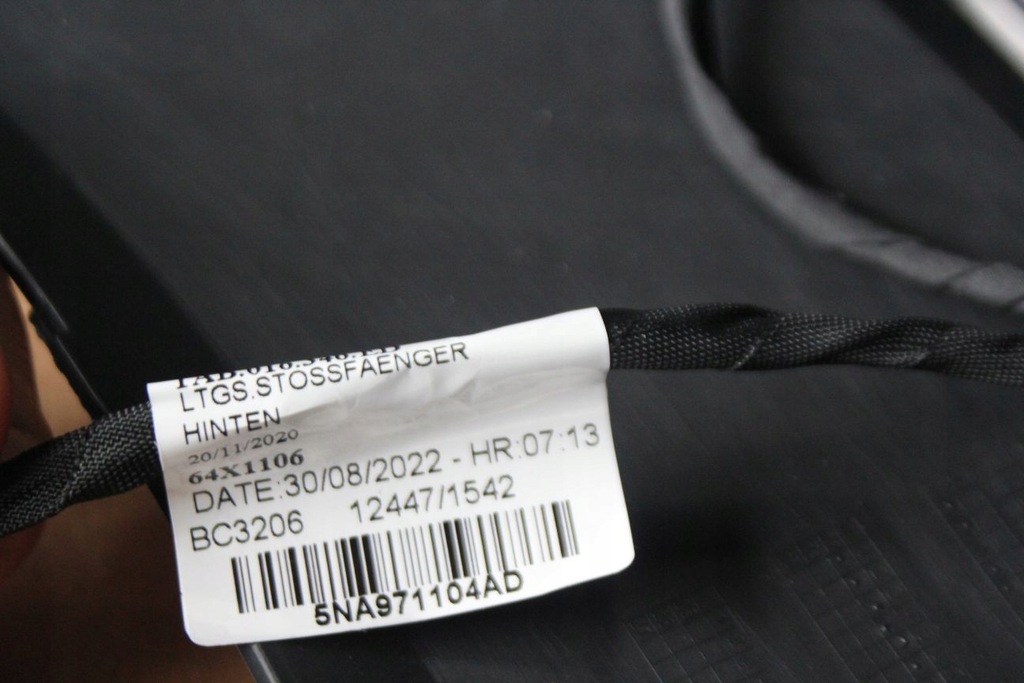 LTGS.STOSSFAENGER
HINTEN
20/11/2020
64X1106
DATE:30/08/2022 - HR:07:13
BC3206 12447/1542
5NA971104AD